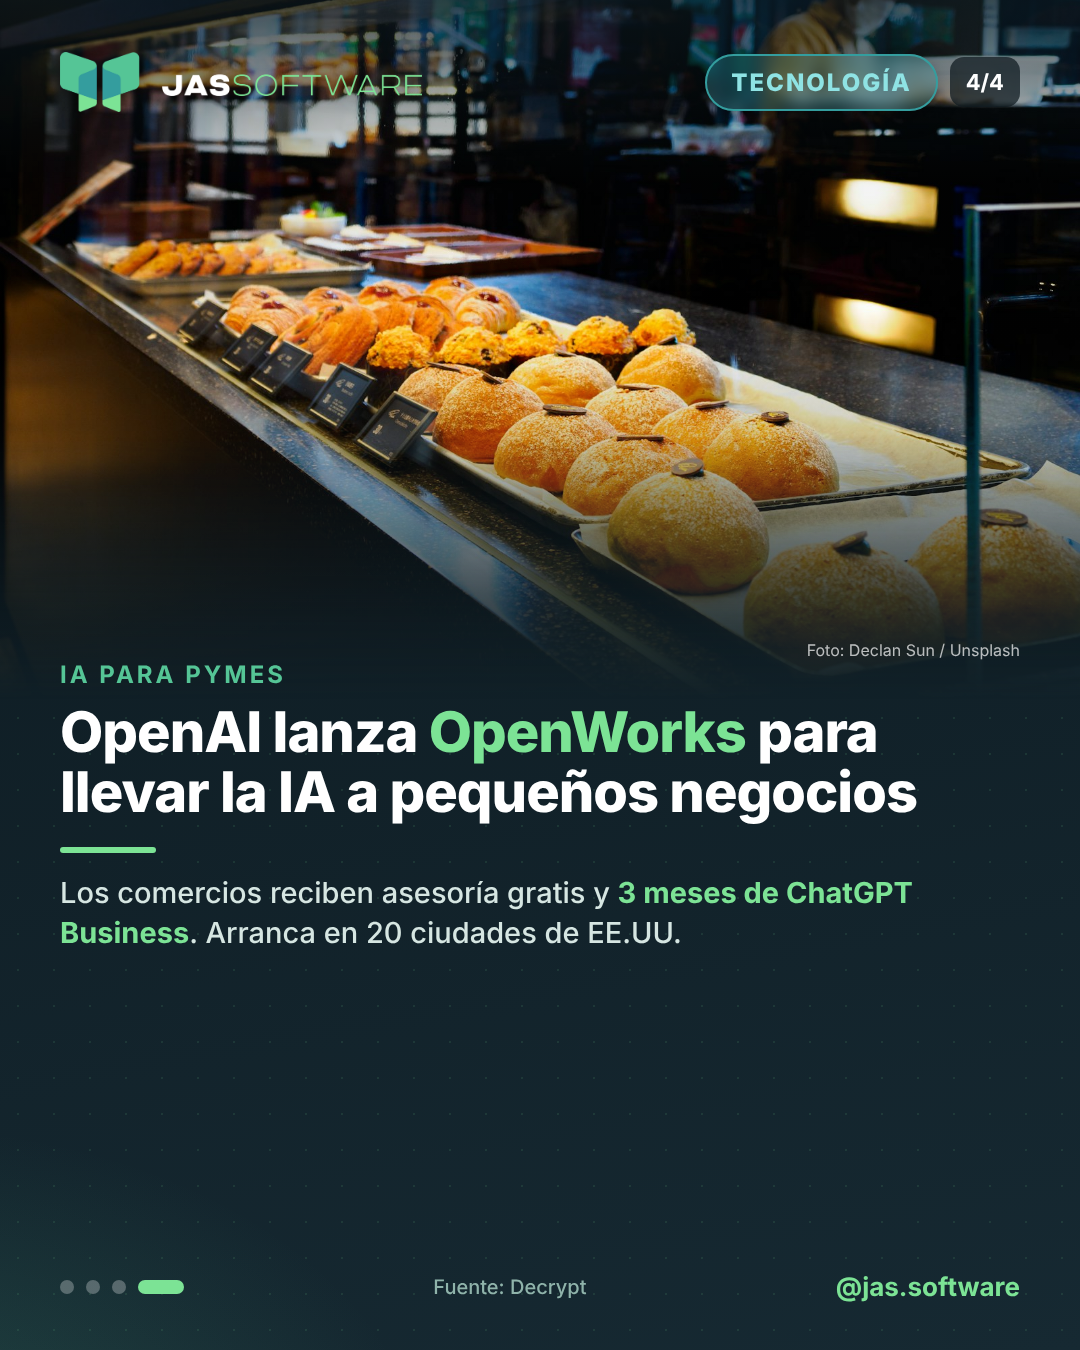 JASSOFTWARE
TECNOLOGÍA
4/4
Foto: Declan Sun / Unsplash
IA PARA PYMES
OpenAI lanza OpenWorks para
llevar la IA a pequeños negocios
Los comercios reciben asesoría gratis y 3 meses de ChatGPT
Business. Arranca en 20 ciudades de EE.UU.
Fuente: Decrypt
@jas.software